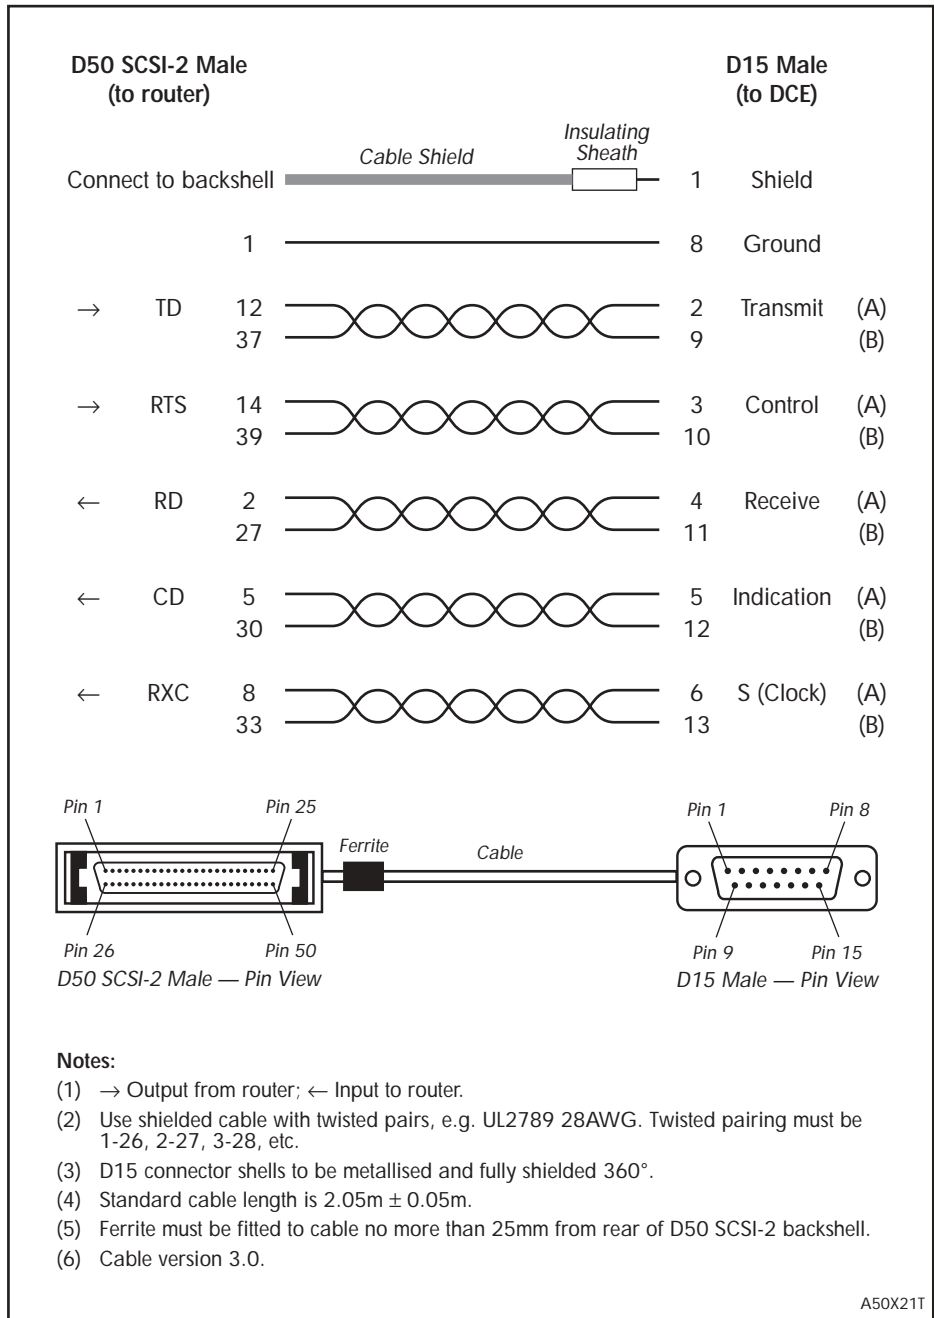 D50 SCSI-2 Male D15 Male
(to router) (to DCE)
Insulating
Cable Shield Sheath
Connect to backshell 1 Shield
1 8 Ground
→ TD 12 2 Transmit (A)
37 9 (B)
→ RTS 14 3 Control (A)
39 10 (B)
← RD 2 4 Receive (A)
27 11 (B)
← CD 5 5 Indication (A)
30 12 (B)
← RXC 8 6 S (Clock) (A)
33 13 (B)
Pin 1 Pin 25 Pin 1 Pin 8
Ferrite Cable
Pin 26 Pin 50 Pin 9 Pin 15
D50 SCSI-2 Male — Pin View D15 Male — Pin View
Notes:
(1) → Output from router; ← Input to router.
(2) Use shielded cable with twisted pairs, e.g. UL2789 28AWG. Twisted pairing must be
1-26, 2-27, 3-28, etc.
(3) D15 connector shells to be metallised and fully shielded 360°.
(4) Standard cable length is 2.05m ± 0.05m.
(5) Ferrite must be fitted to cable no more than 25mm from rear of D50 SCSI-2 backshell.
(6) Cable version 3.0.
A50X21T